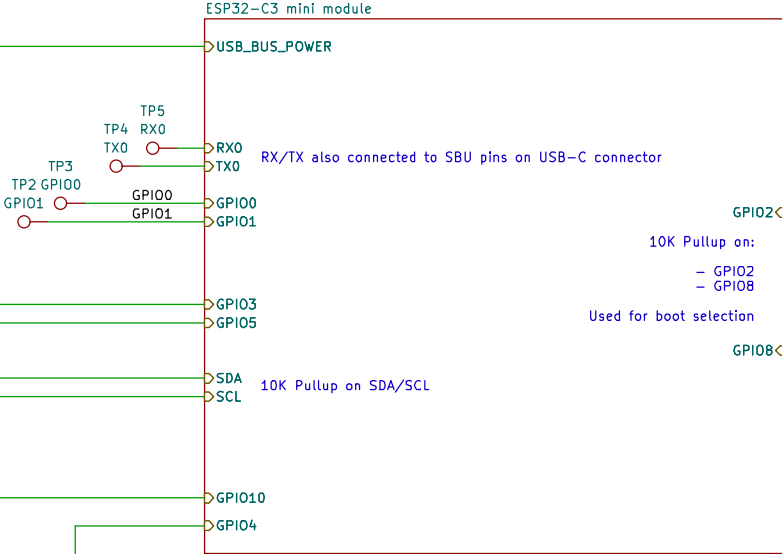 ESP32-C3 mini module
USB_BUS_POWER
TP5
TP4 RX0
TX0
RX0
RX/TX also connected to SBU pins on USB-C connector
TX0
TP3
TP2 GPIO0
GPIO1
GPIO0
GPIO0
GPIO1
GPIO1
GPIO2
10K Pullup on:
- GPIO2
- GPIO8
Used for boot selection
GPIO8
GPIO3
GPIO5
SDA
10K Pullup on SDA/SCL
SCL
GPIO10
GPIO4